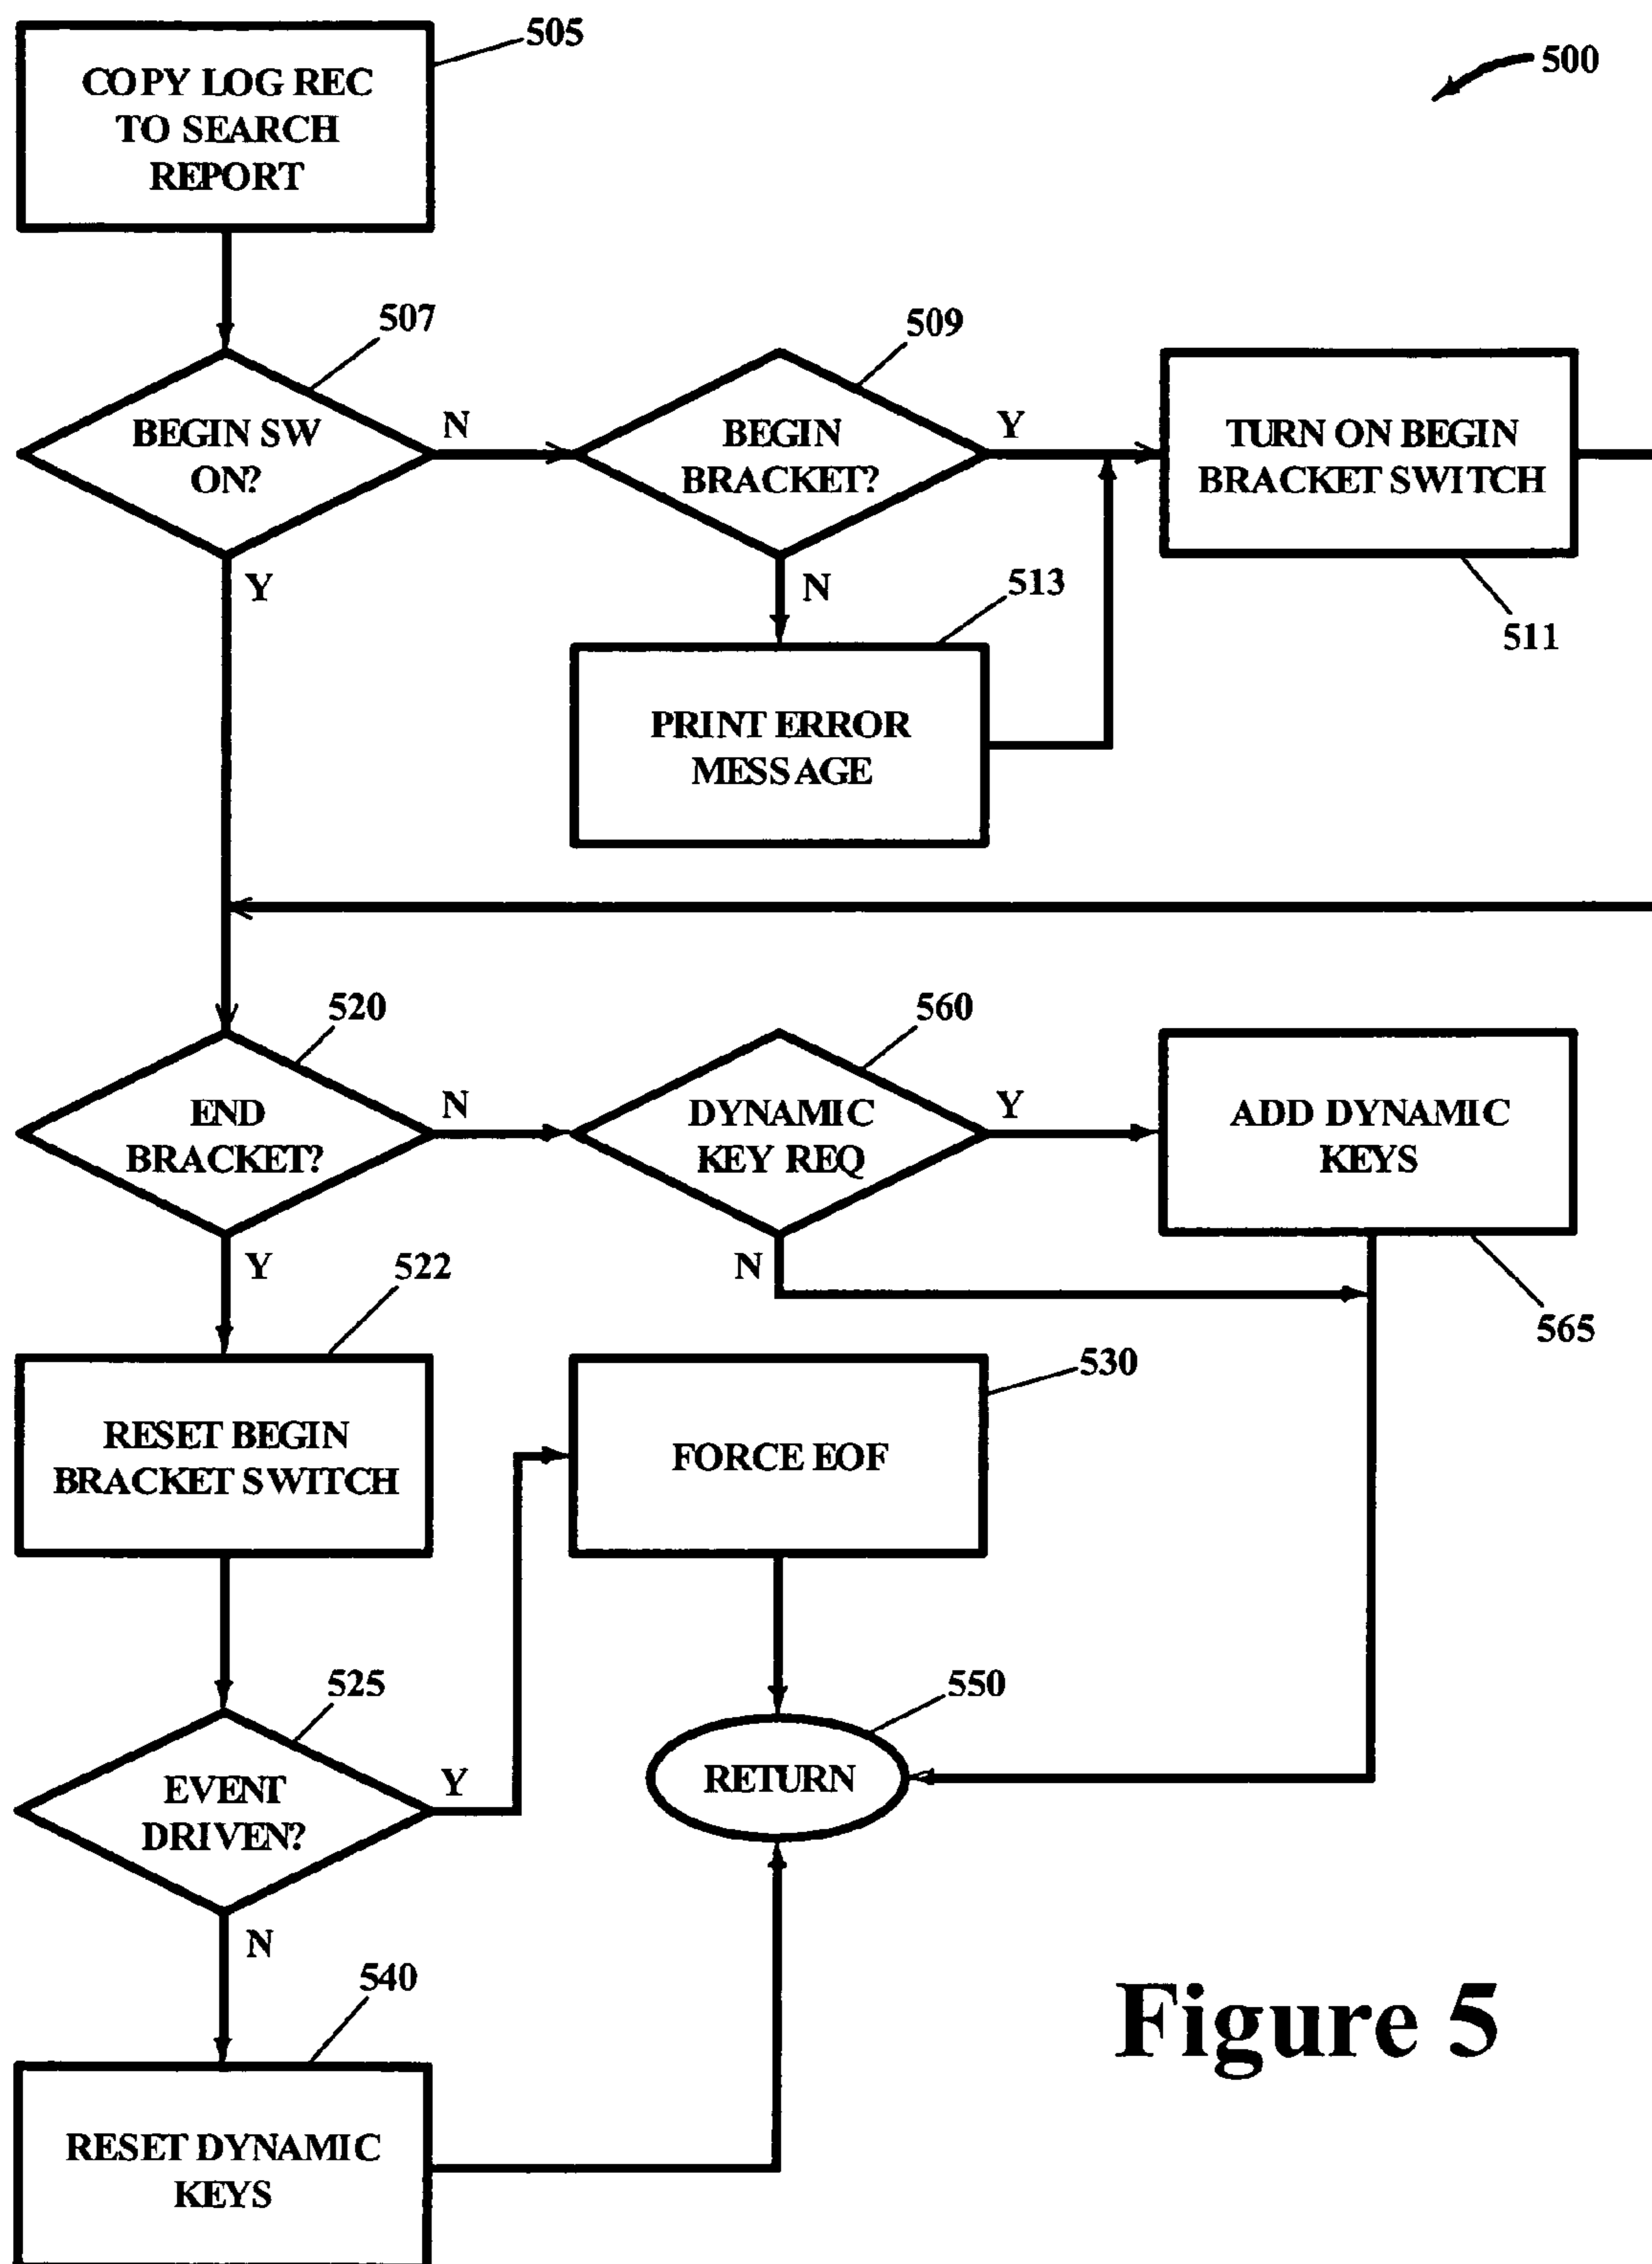 505
500
COPY LOG REC
TO SEARCH
REPORT
507
509
BEGIN SW
ON?
N
BEGIN
BRACKET?
Y
TURN ON BEGIN
BRACKET SWITCH
Y
N
513
511
PRINT ERROR
MESSAGE
520
560
END
BRACKET?
N
DYNAMIC
KEY REQ
Y
ADD DYNAMIC
KEYS
Y
522
N
565
530
RESET BEGIN
BRACKET SWITCH
FORCE EOF
525
550
EVENT
DRIVEN?
Y
RETURN
N
540
Figure 5
RESET DYNAMIC
KEYS